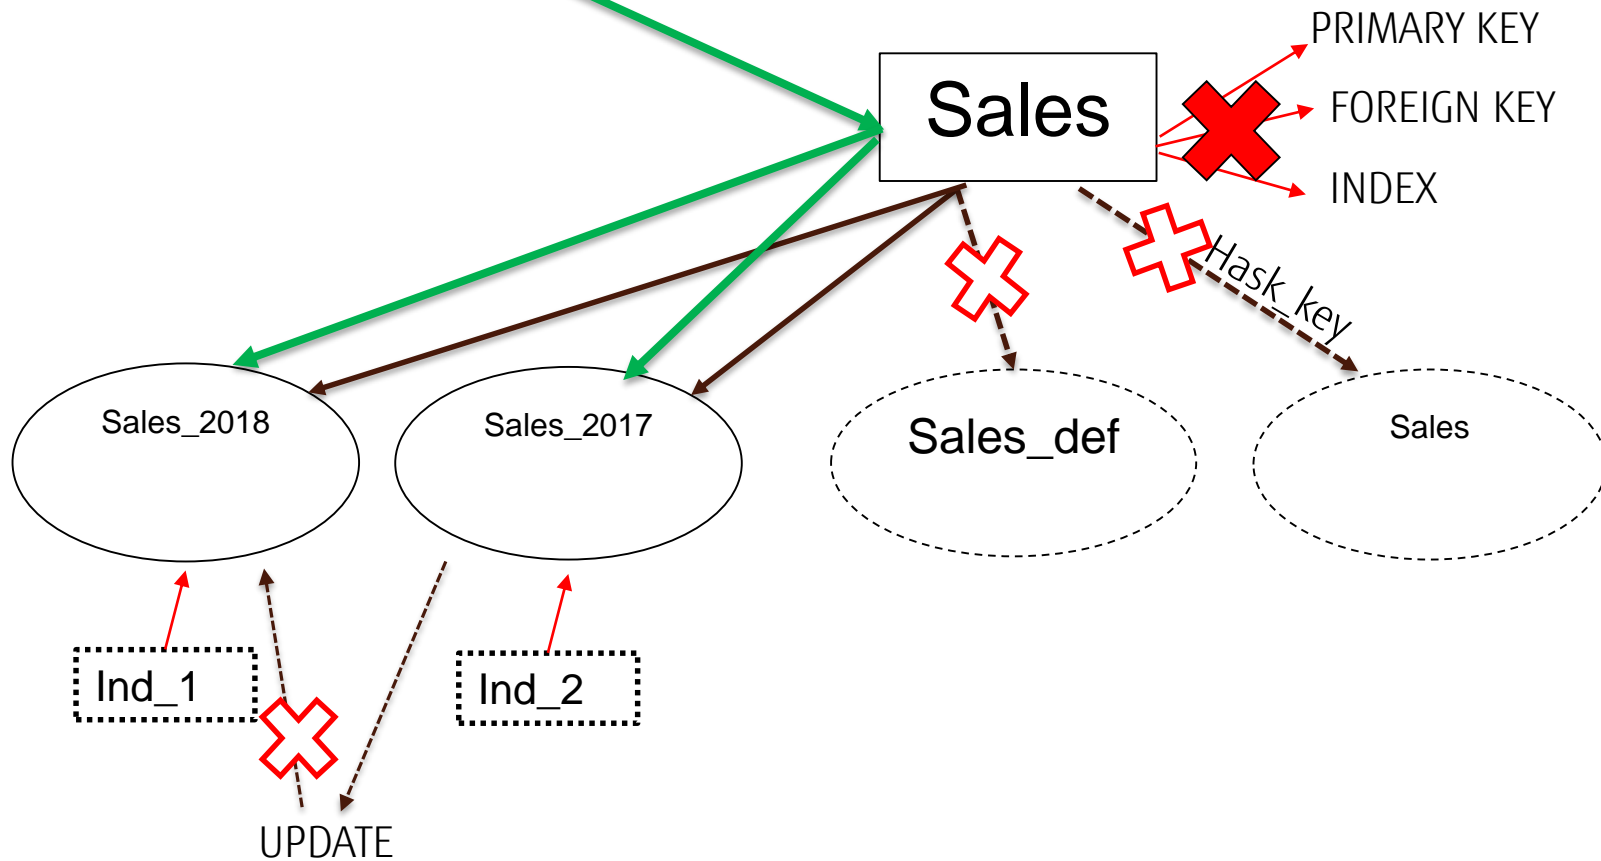 PRIMARY KEY
Sales
FOREIGN KEY
INDEX
Hask_key
Sales_2018
Sales_2017
Sales_def
Sales
Ind_1
Ind_2
UPDATE